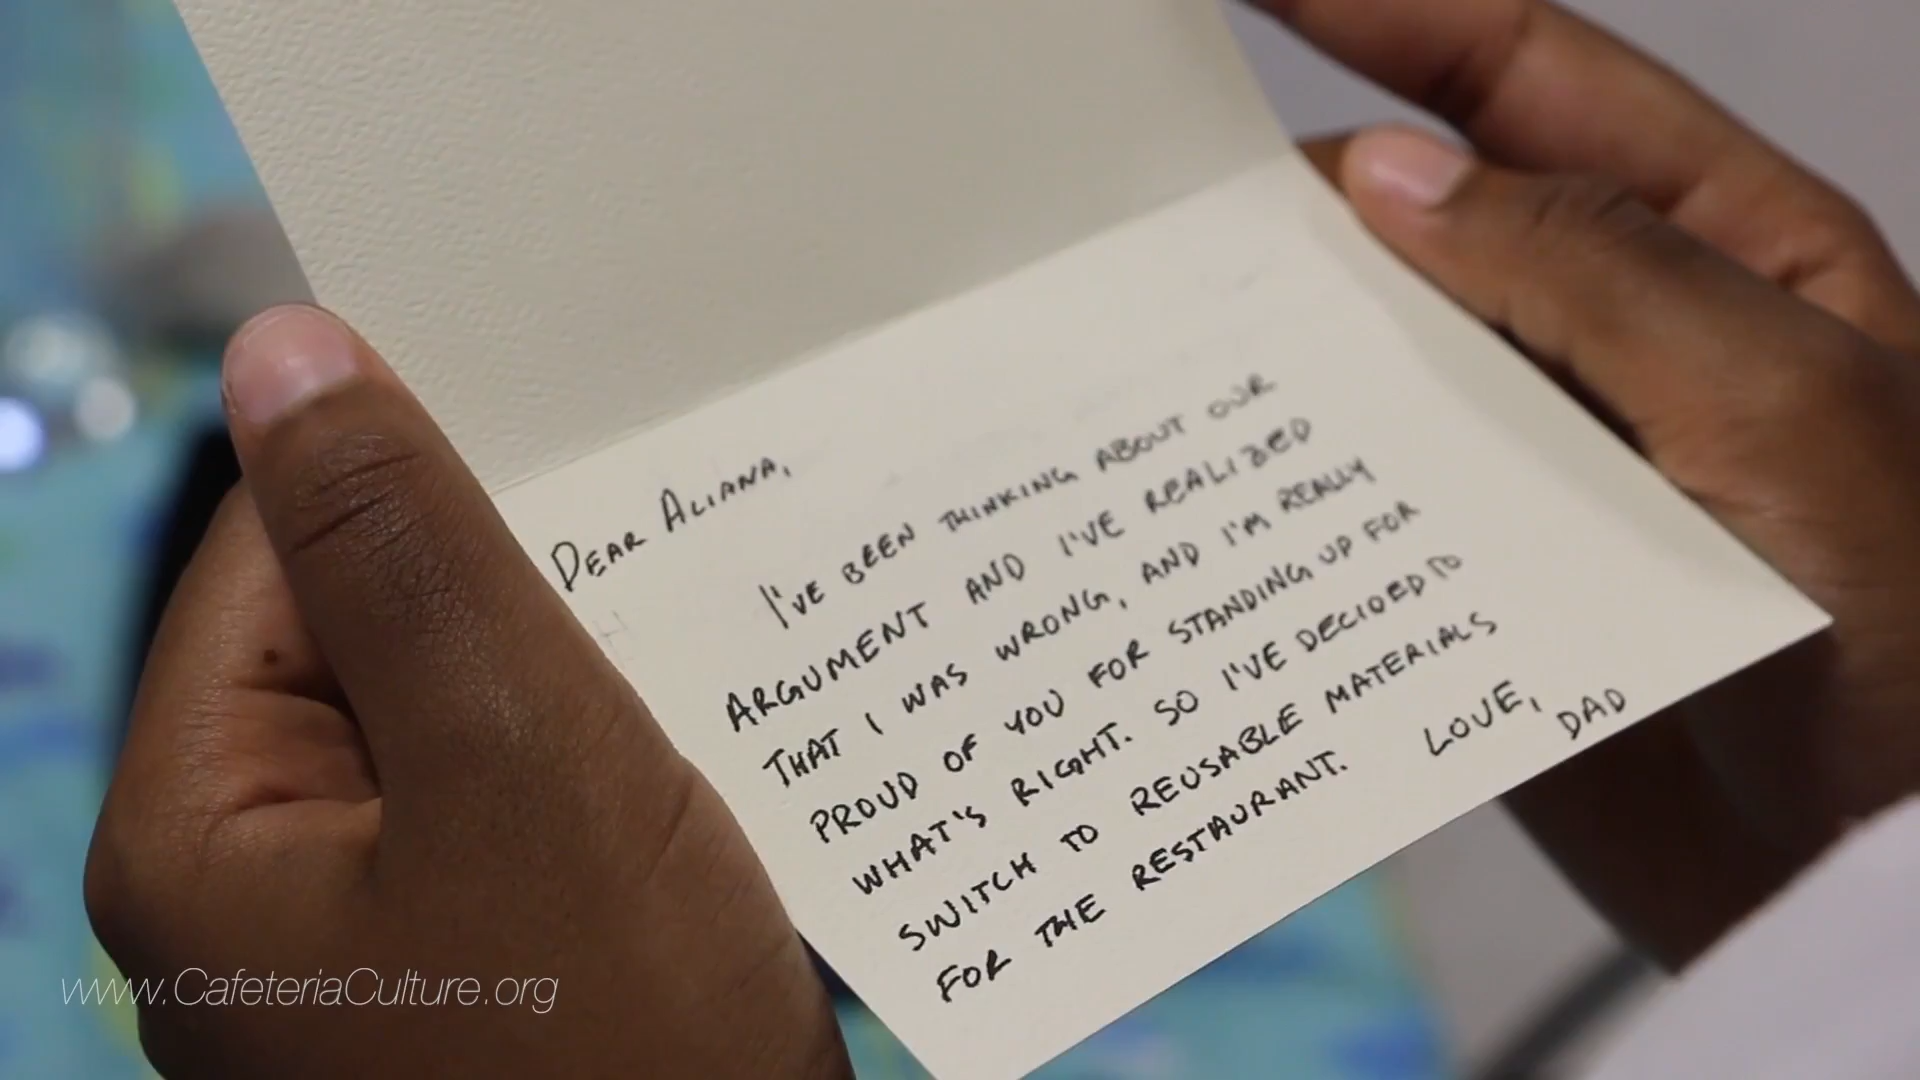 Dear Aliana,
I've been thinking about our
argument and I've realized
that I was wrong, and I'm really
proud of you for standing up for
what's right. So I've decided to
switch to reusable materials
for the restaurant.
Love,
Dad
www.CafeteriaCulture.org